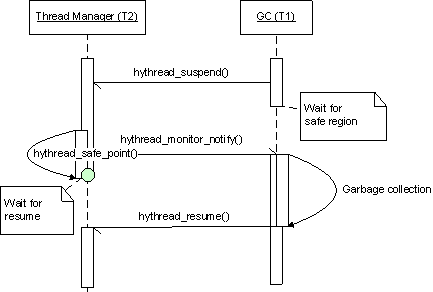 Thread Manager (T2)
GC (T1)
hythread_suspend()
Wait for
safe region
hythread_monitor_notify()
hythread_safe_point()
Garbage collection
Wait for
resume
hythread_resume()